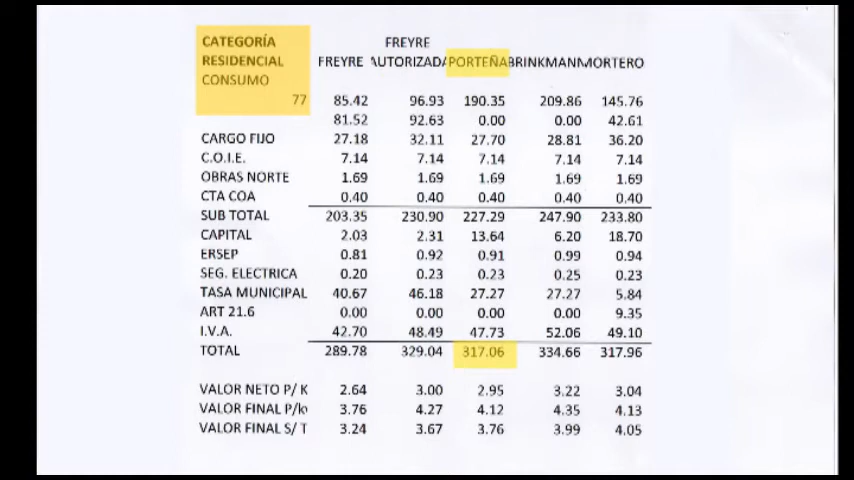 CATEGORÍA FREYRE
RESIDENCIAL FREYRE AUTORIZADA PORTEÑA BRINKMANN MORTERO
CONSUMO
77 85.42 96.93 190.35 209.86 145.76
81.52 92.63 0.00 0.00 42.61
CARGO FIJO 27.18 32.11 27.70 28.81 36.20
C.O.I.E. 7.14 7.14 7.14 7.14 7.14
OBRAS NORTE 1.69 1.69 1.69 1.69 1.69
CTA COA 0.40 0.40 0.40 0.40 0.40
SUB TOTAL 203.35 230.90 227.29 247.90 233.80
CAPITAL 2.03 2.31 13.64 6.20 18.70
ERSEP 0.81 0.92 0.91 0.99 0.94
SEG. ELECTRICA 0.20 0.23 0.23 0.25 0.23
TASA MUNICIPAL 40.67 46.18 27.27 27.27 5.84
ART 21.6 0.00 0.00 0.00 0.00 9.35
I.V.A. 42.70 48.49 47.73 52.06 49.10
TOTAL 289.78 329.04 317.06 334.66 317.96
VALOR NETO P/ K 2.64 3.00 2.95 3.22 3.04
VALOR FINAL P/k 3.76 4.27 4.12 4.35 4.13
VALOR FINAL S/ T 3.24 3.67 3.76 3.99 4.05